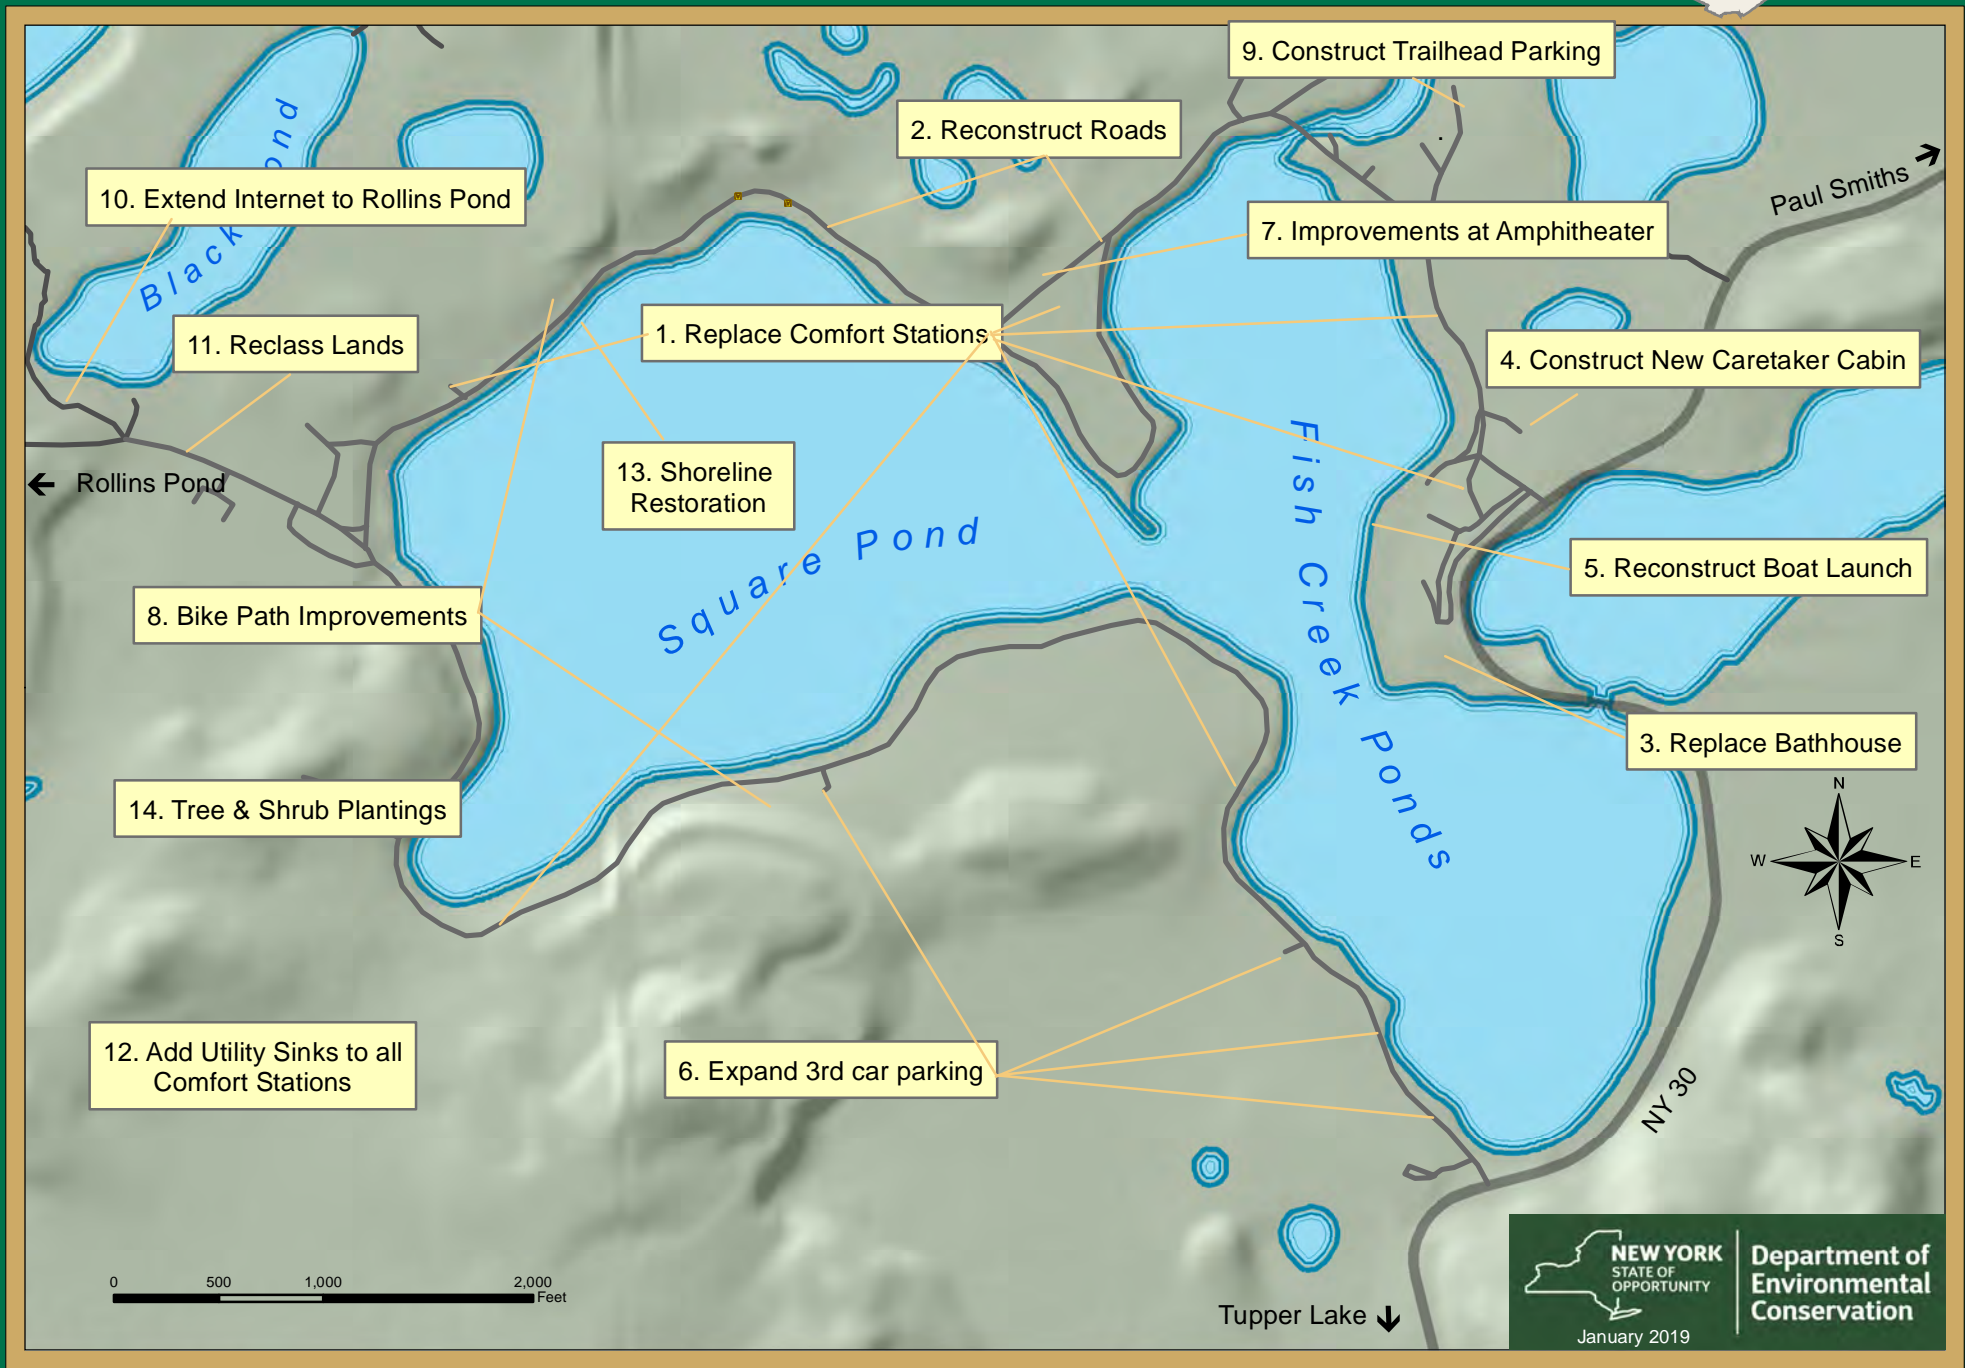 9. Construct Trailhead Parking
2. Reconstruct Roads
Paul Smiths
10. Extend Internet to Rollins Pond
Black Pond
7. Improvements at Amphitheater
1. Replace Comfort Stations
11. Reclass Lands
4. Construct New Caretaker Cabin
13. Shoreline
Restoration
Rollins Pond
Square Pond
Fish Creek Ponds
5. Reconstruct Boat Launch
8. Bike Path Improvements
3. Replace Bathhouse
14. Tree & Shrub Plantings
N
W
E
S
12. Add Utility Sinks to all
Comfort Stations
6. Expand 3rd car parking
NY 30
0 500 1,000 2,000
Feet
Tupper Lake
NEW YORK
STATE OF
OPPORTUNITY
Department of
Environmental
Conservation
January 2019